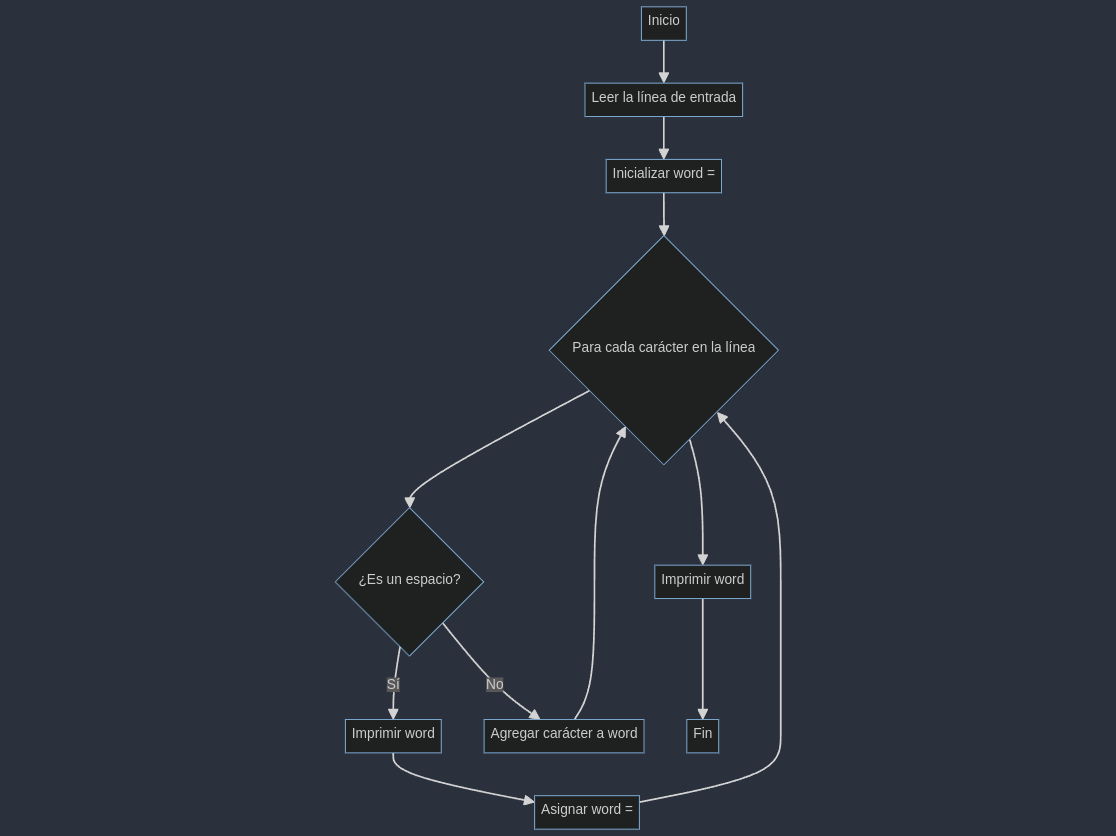 Inicio
Leer la línea de entrada
Inicializar word =
Para cada carácter en la línea
¿Es un espacio?
Imprimir word
Sí
No
Imprimir word
Agregar carácter a word
Fin
Asignar word =